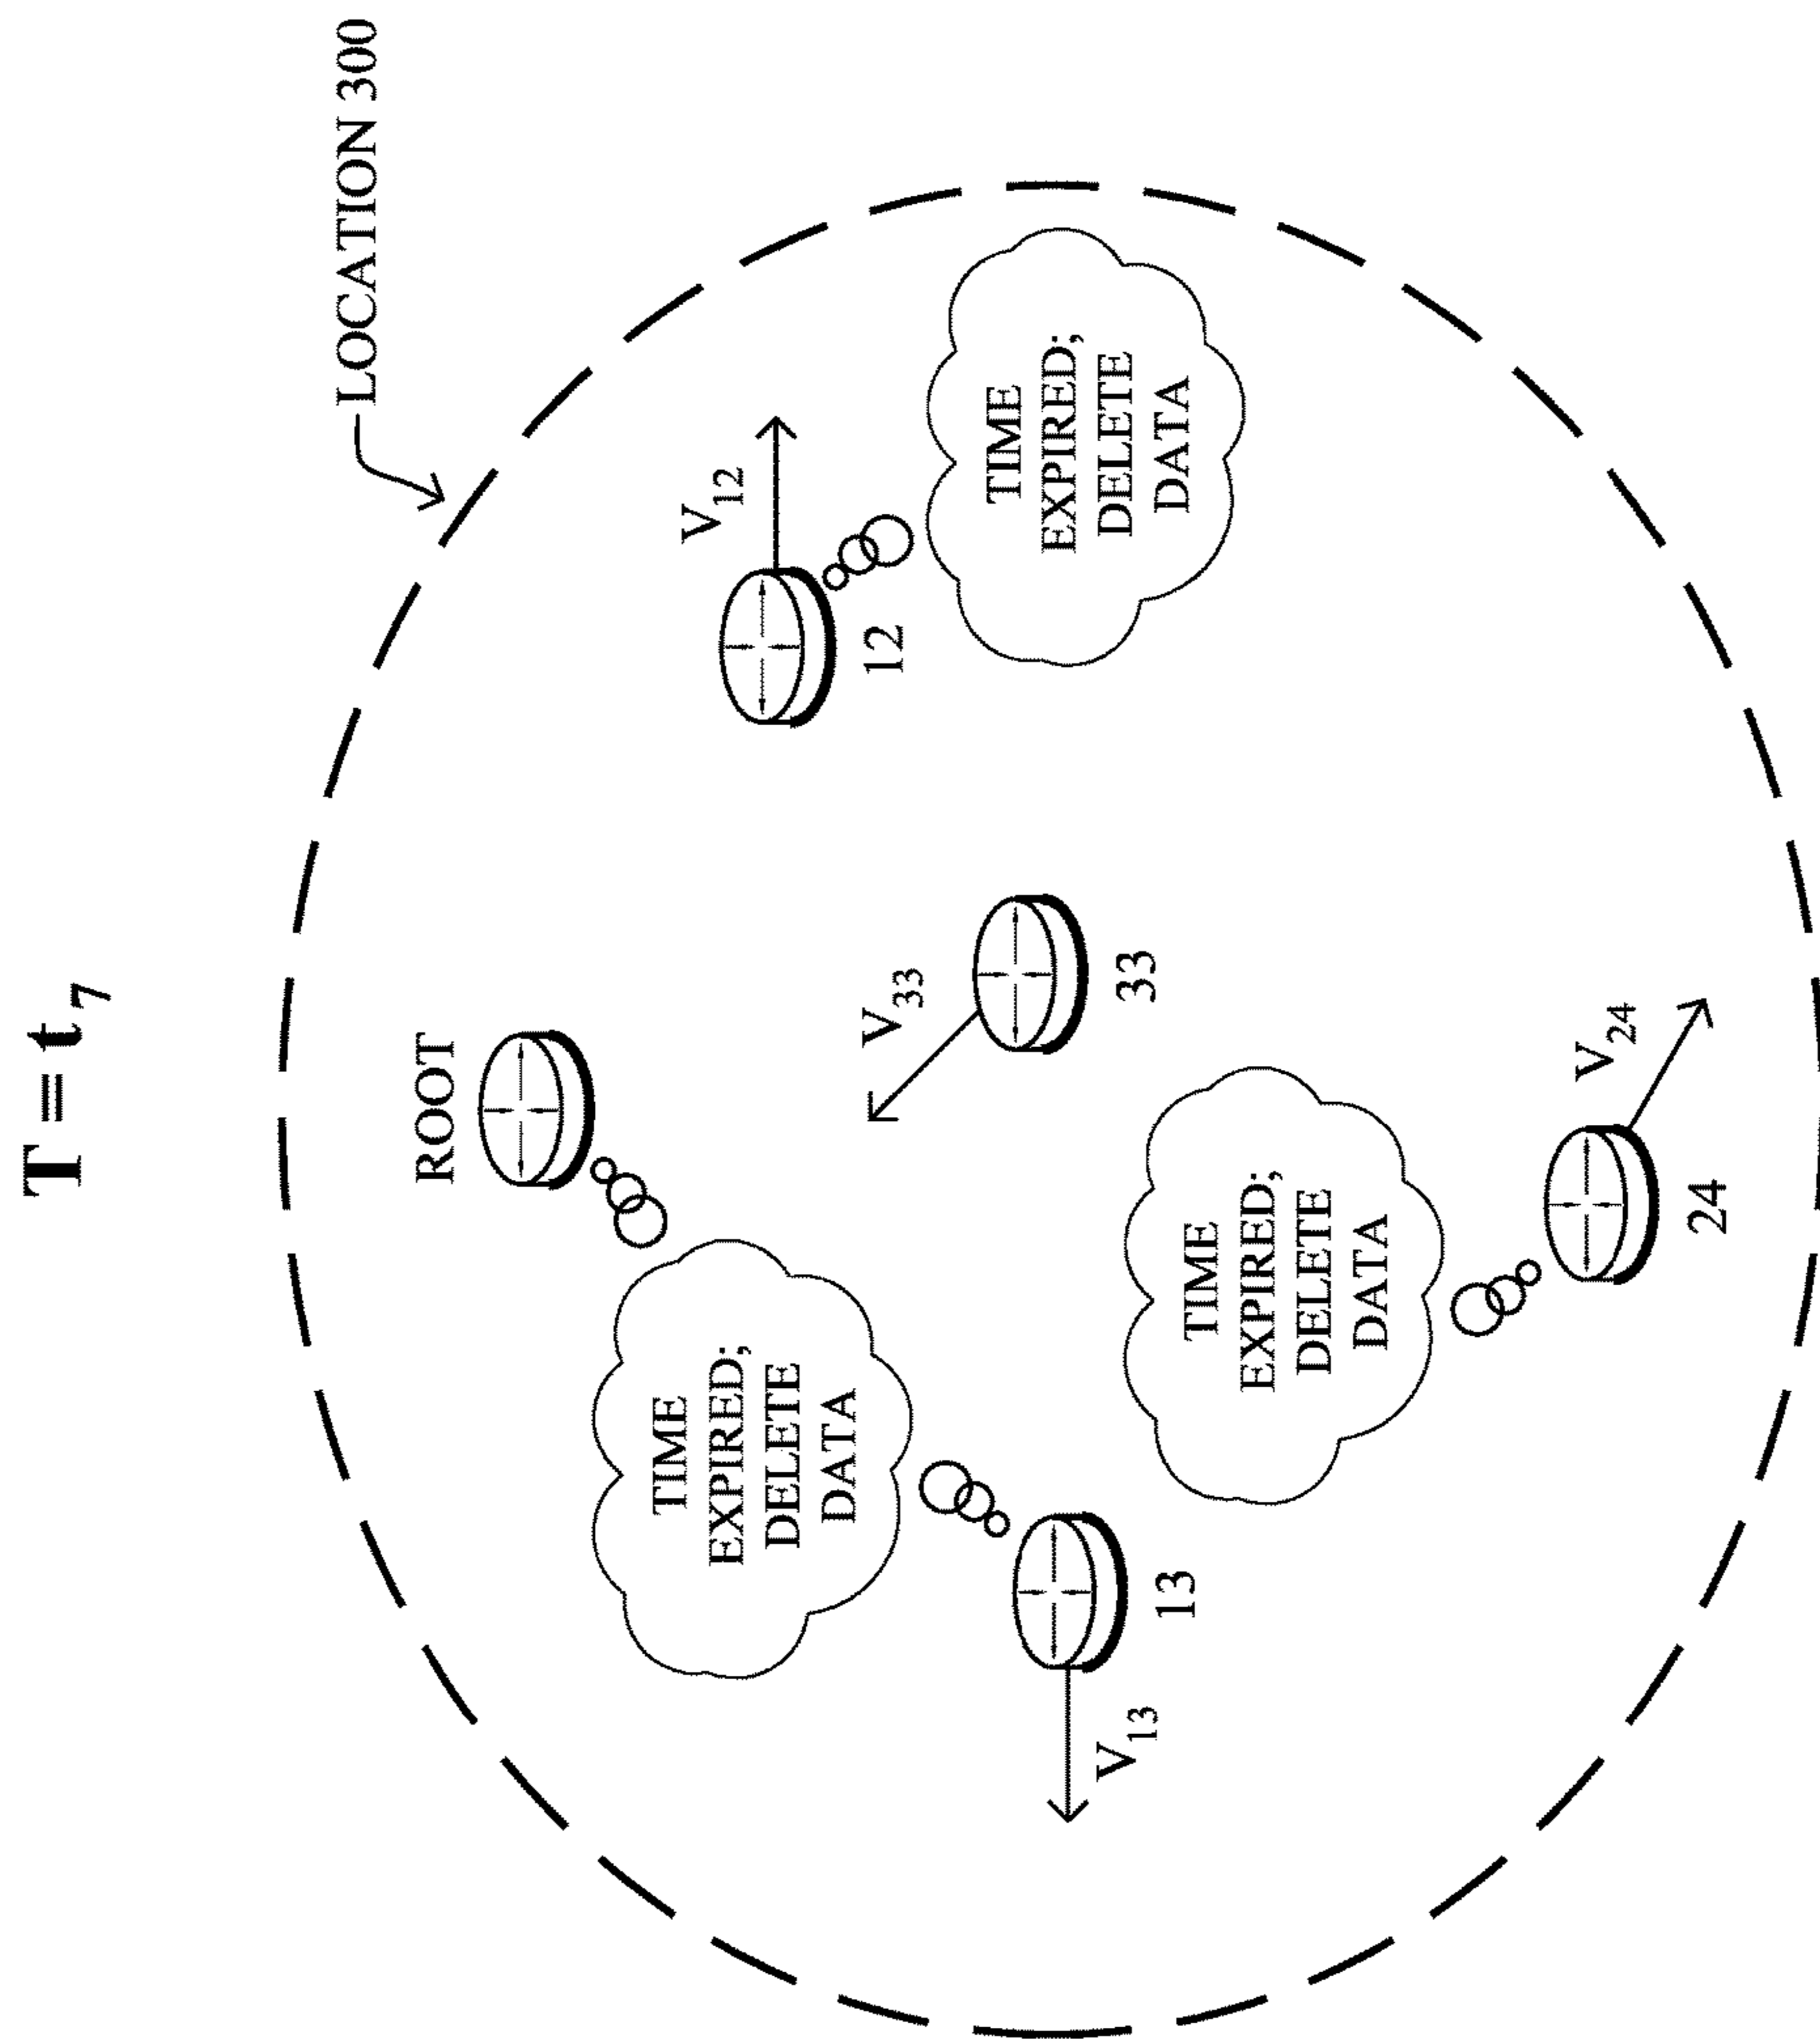 T = t₇
LOCATION 300
ROOT
TIME
EXPIRED;
DELETE
DATA
V₁₂
12
V₃₃
33
TIME
EXPIRED;
DELETE
DATA
V₁₃
13
TIME
EXPIRED;
DELETE
DATA
V₂₄
24